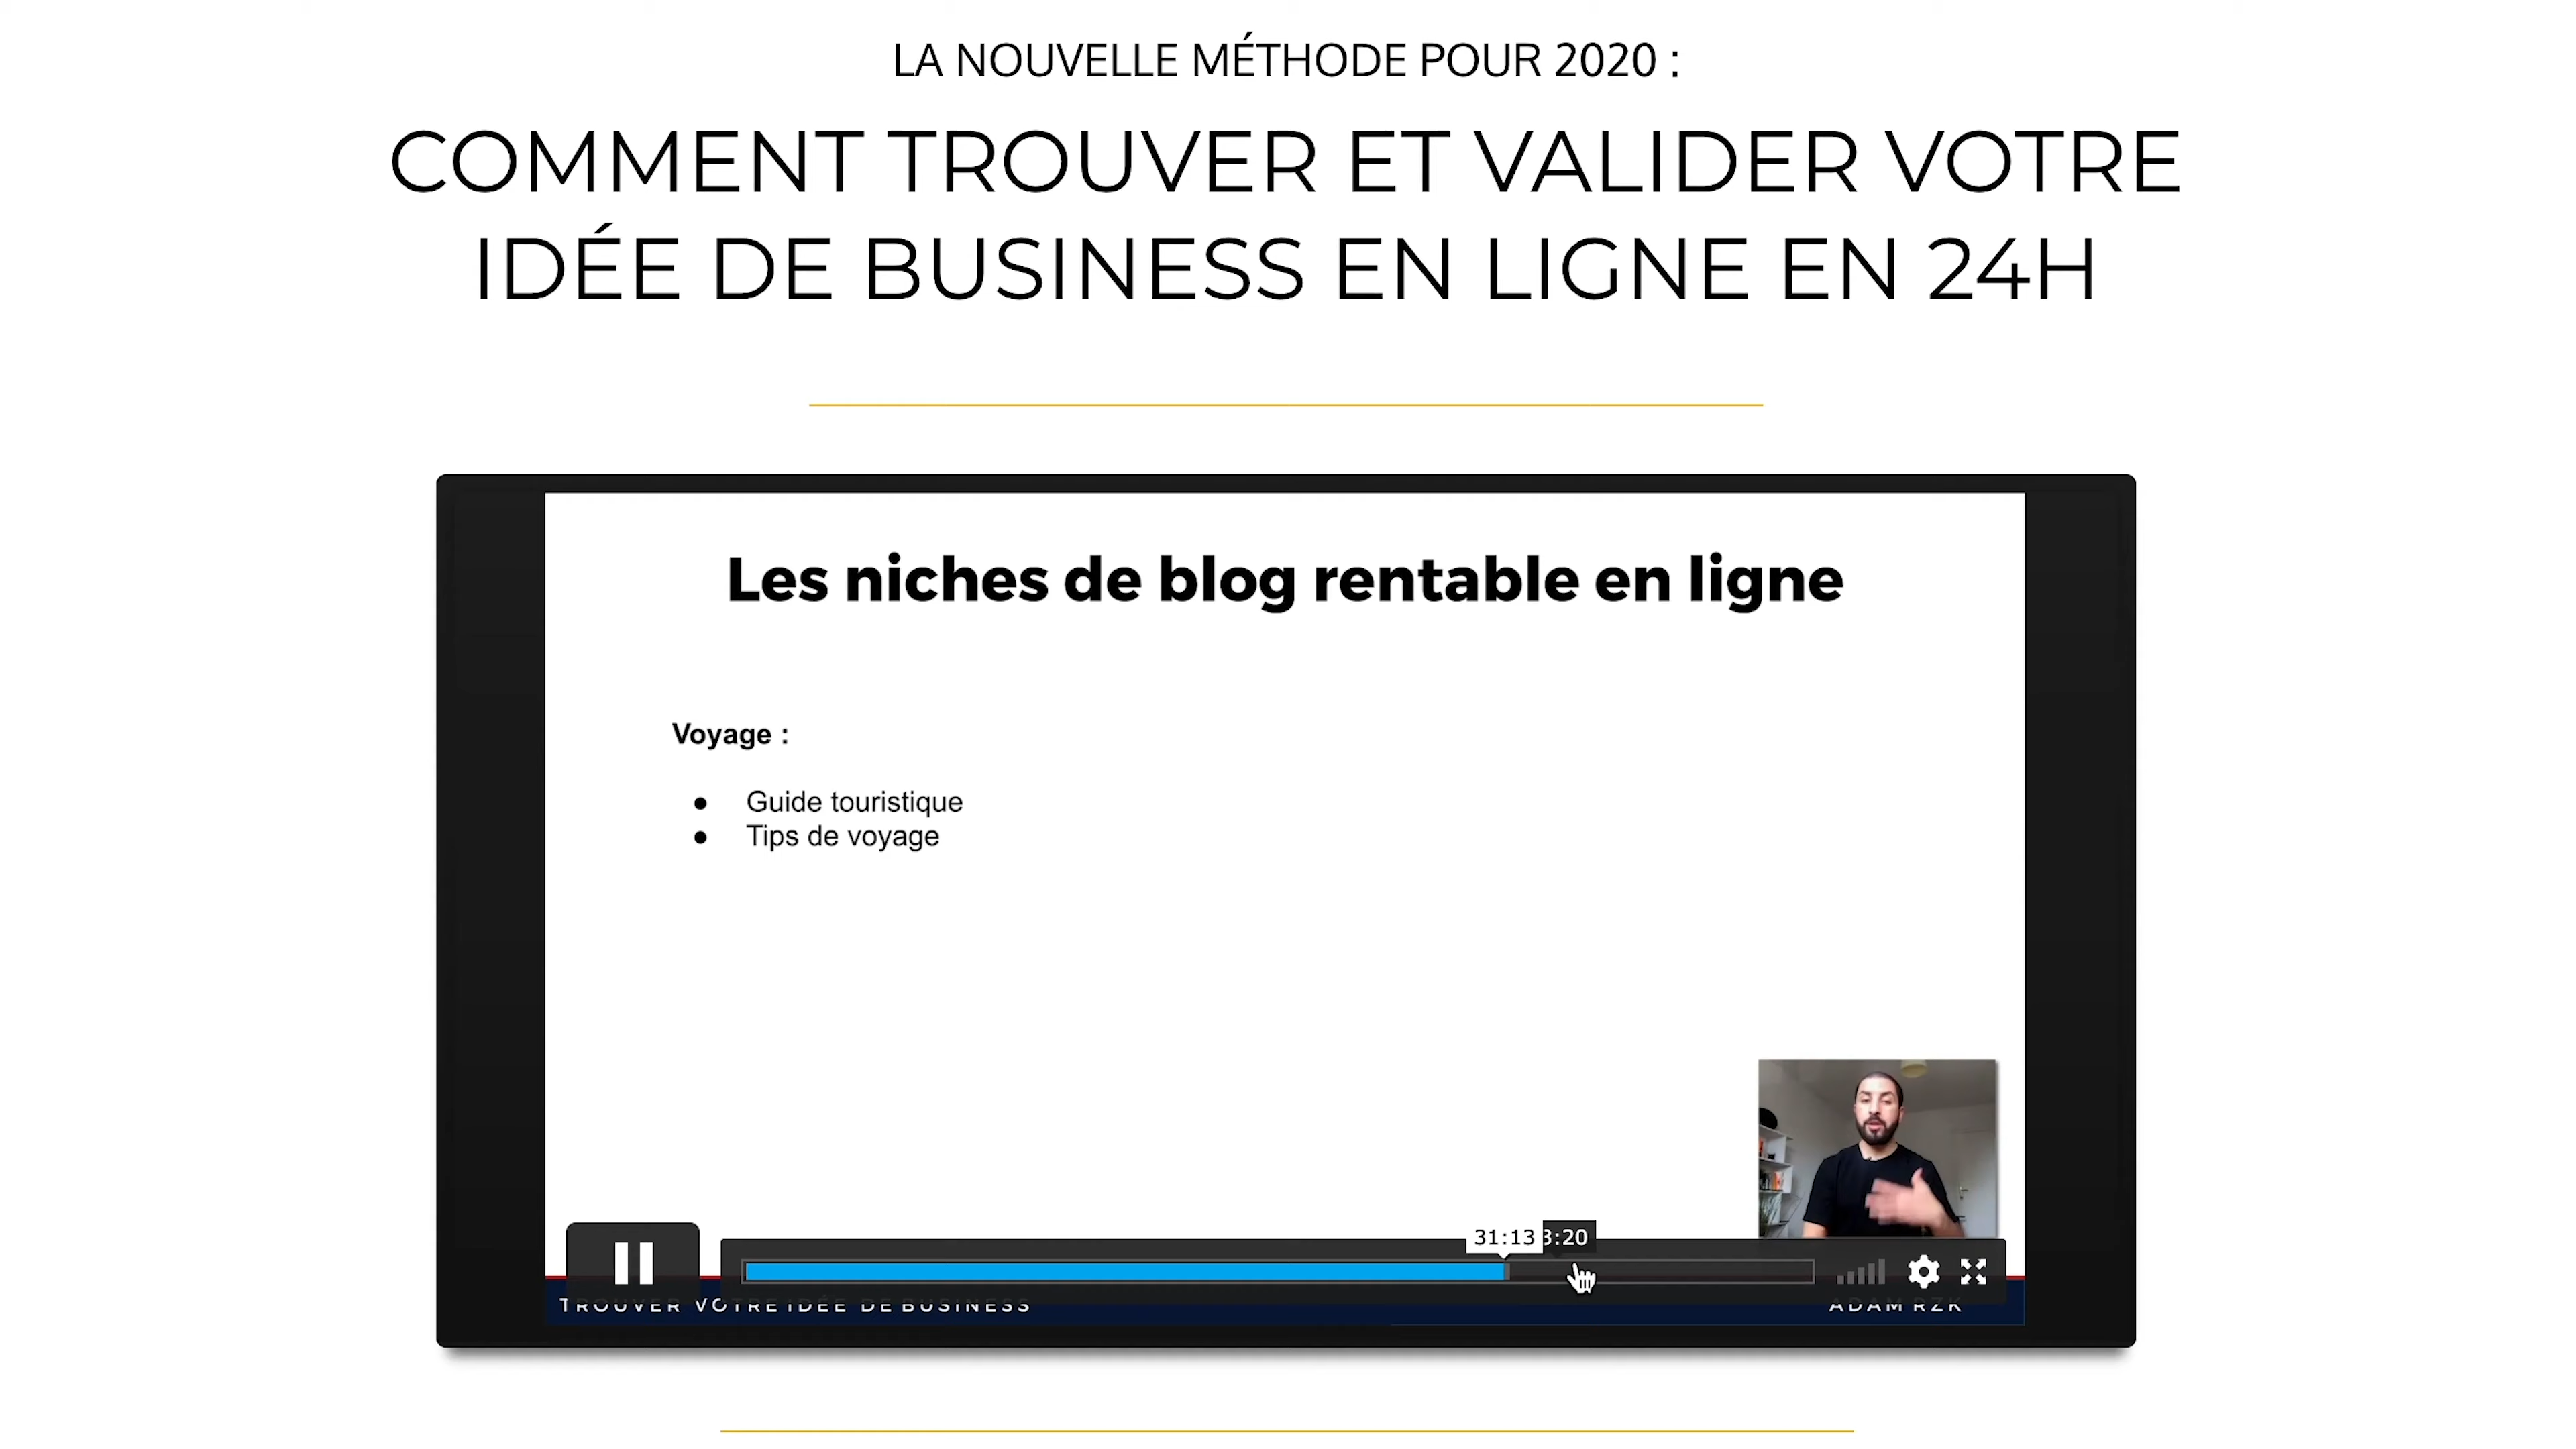 LA NOUVELLE MÉTHODE POUR 2020 :
COMMENT TROUVER ET VALIDER VOTRE
IDÉE DE BUSINESS EN LIGNE EN 24H
Les niches de blog rentable en ligne
Voyage :
● Guide touristique
● Tips de voyage
31:13
3:20
TROUVER VOTRE IDÉE DE BUSINESS
ADAM RZK